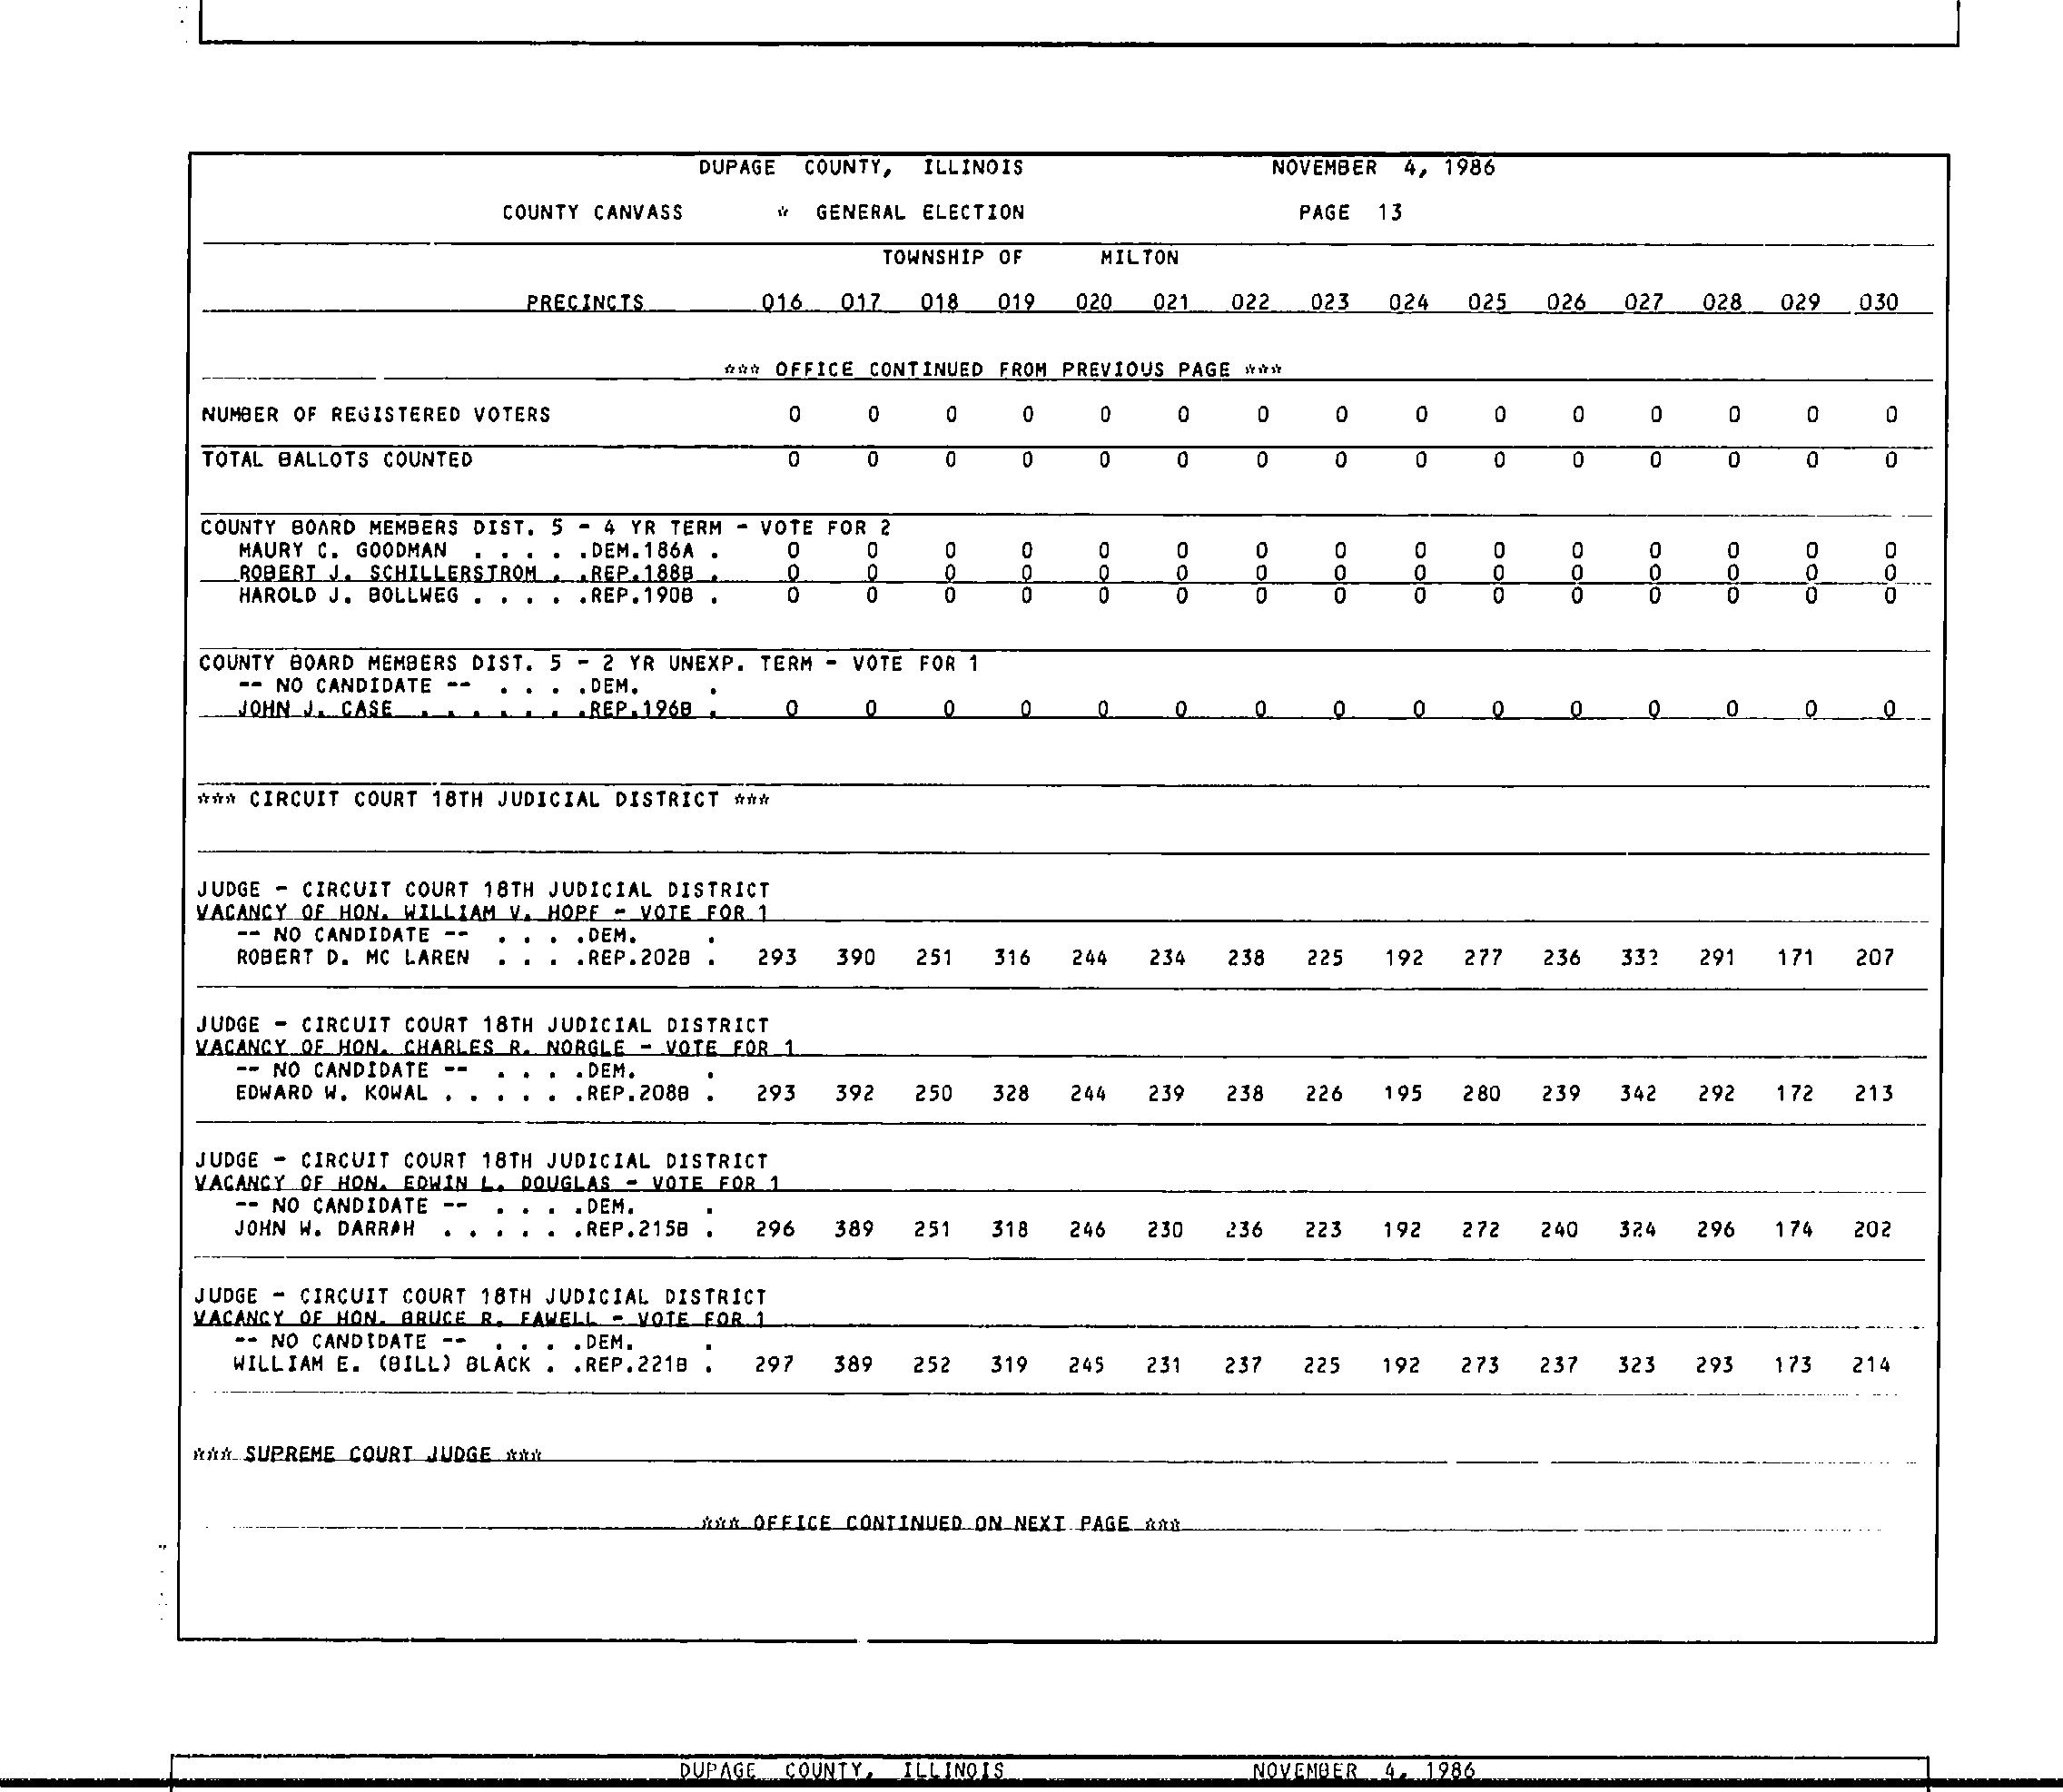 DUPAGE COUNTY, ILLINOIS NOVEMBER 4, 1986
COUNTY CANVASS * GENERAL ELECTION PAGE 13
TOWNSHIP OF MILTON
PRECINCTS 016 017 018 019 020 021 022 023 024 025 026 027 028 029 030
*** OFFICE CONTINUED FROM PREVIOUS PAGE ***
NUMBER OF REGISTERED VOTERS 0 0 0 0 0 0 0 0 0 0 0 0 0 0 0
TOTAL BALLOTS COUNTED 0 0 0 0 0 0 0 0 0 0 0 0 0 0 0
COUNTY BOARD MEMBERS DIST. 5 - 4 YR TERM - VOTE FOR 2
MAURY C. GOODMAN . . . . . .DEM.186A . 0 0 0 0 0 0 0 0 0 0 0 0 0 0 0
ROBERT J. SCHILLERSTROM . .REP.188B . 0 0 0 0 0 0 0 0 0 0 0 0 0 0 0
HAROLD J. BOLLWEG . . . . .REP.190B . 0 0 0 0 0 0 0 0 0 0 0 0 0 0 0
COUNTY BOARD MEMBERS DIST. 5 - 2 YR UNEXP. TERM - VOTE FOR 1
-- NO CANDIDATE -- . . . .DEM. .
JOHN J. CASE . . . . . . .REP.196B . 0 0 0 0 0 0 0 0 0 0 0 0 0 0 0
*** CIRCUIT COURT 18TH JUDICIAL DISTRICT ***
JUDGE - CIRCUIT COURT 18TH JUDICIAL DISTRICT
VACANCY OF HON. WILLIAM V. HOPF - VOTE FOR 1
-- NO CANDIDATE -- . . . .DEM. .
ROBERT D. MC LAREN . . . .REP.202B . 293 390 251 316 244 234 238 225 192 277 236 332 291 171 207
JUDGE - CIRCUIT COURT 18TH JUDICIAL DISTRICT
VACANCY OF HON. CHARLES R. NORGLE - VOTE FOR 1
-- NO CANDIDATE -- . . . .DEM. .
EDWARD W. KOWAL . . . . . .REP.208B . 293 392 250 328 244 239 238 226 195 280 239 342 292 172 213
JUDGE - CIRCUIT COURT 18TH JUDICIAL DISTRICT
VACANCY OF HON. EDWIN L. DOUGLAS - VOTE FOR 1
-- NO CANDIDATE -- . . . .DEM. .
JOHN W. DARRAH . . . . . .REP.215B . 296 389 251 318 246 230 236 223 192 272 240 324 296 174 202
JUDGE - CIRCUIT COURT 18TH JUDICIAL DISTRICT
VACANCY OF HON. BRUCE R. FAWELL - VOTE FOR 1
-- NO CANDIDATE -- . . . .DEM. .
WILLIAM E. (BILL) BLACK . .REP.221B . 297 389 252 319 245 231 237 225 192 273 237 323 293 173 214
*** SUPREME COURT JUDGE ***
*** OFFICE CONTINUED ON NEXT PAGE ***
DUPAGE COUNTY, ILLINOIS NOVEMBER 4, 1986